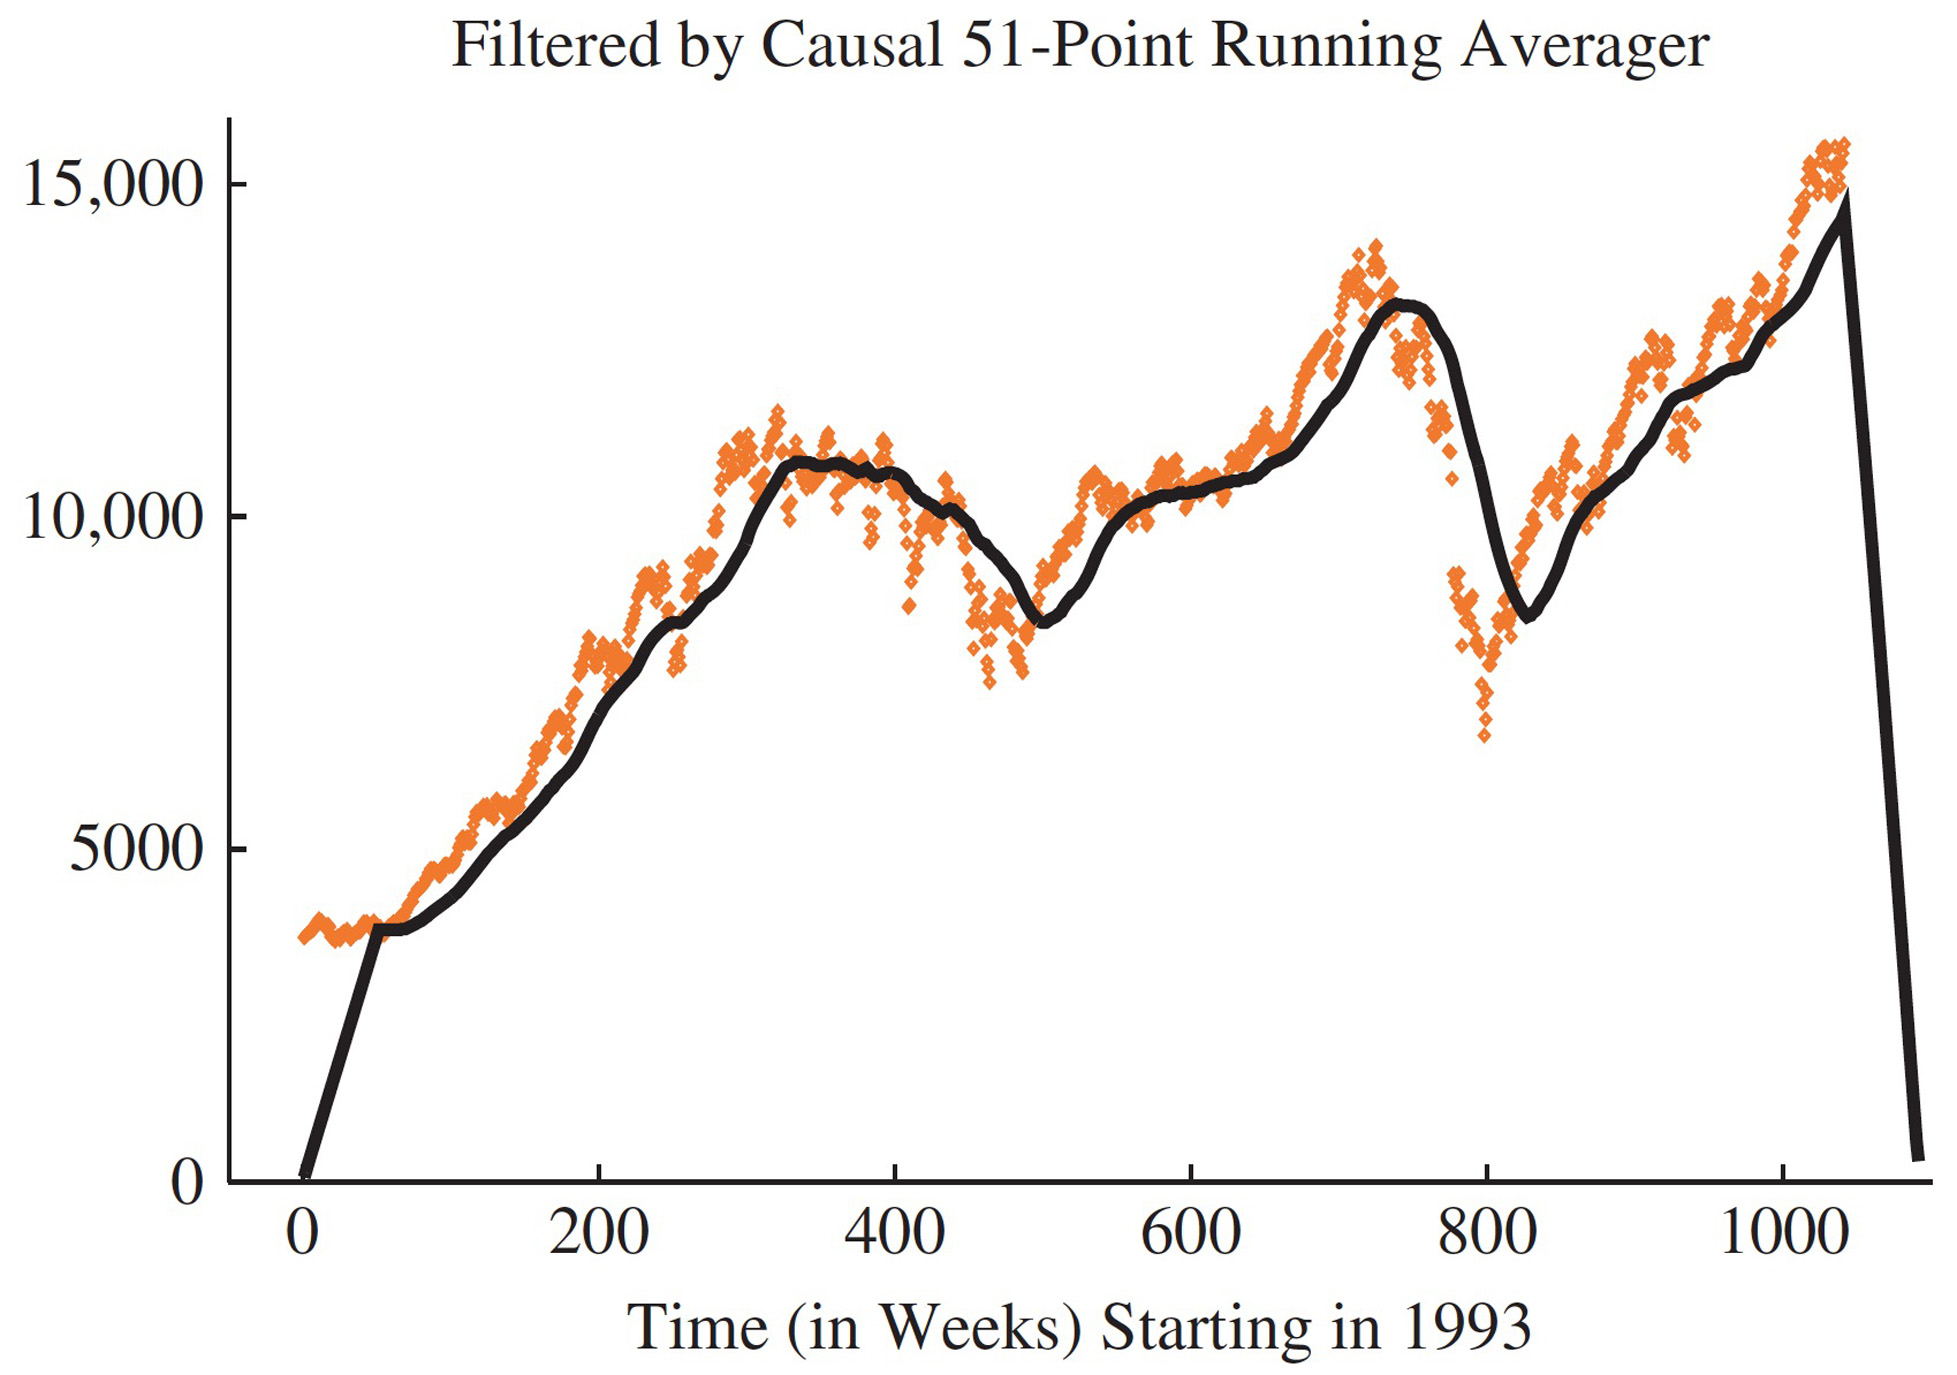 Filtered by Causal 51-Point Running Averager
15,000
10,000
5000
0
0 200 400 600 800 1000
Time (in Weeks) Starting in 1993